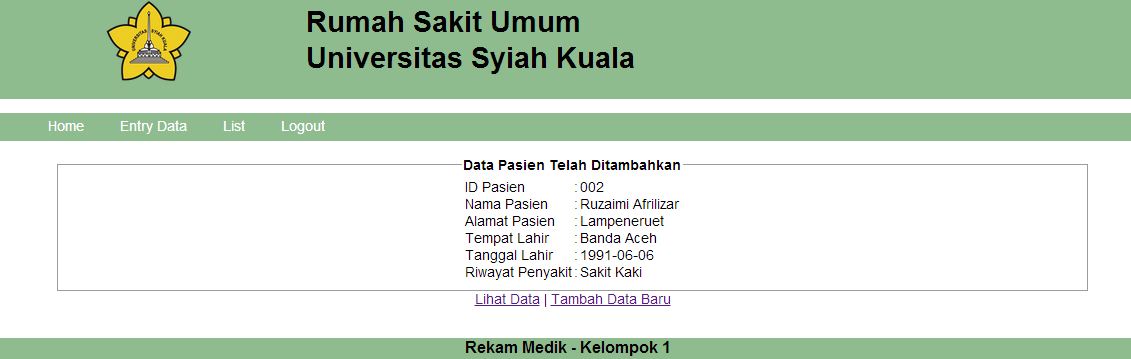 UNIVERSITAS SYIAH KUALA
Rumah Sakit Umum
Universitas Syiah Kuala
Home Entry Data List Logout
Data Pasien Telah Ditambahkan
ID Pasien : 002
Nama Pasien : Ruzaimi Afrilizar
Alamat Pasien : Lampeneruet
Tempat Lahir : Banda Aceh
Tanggal Lahir : 1991-06-06
Riwayat Penyakit : Sakit Kaki
Lihat Data | Tambah Data Baru
Rekam Medik - Kelompok 1